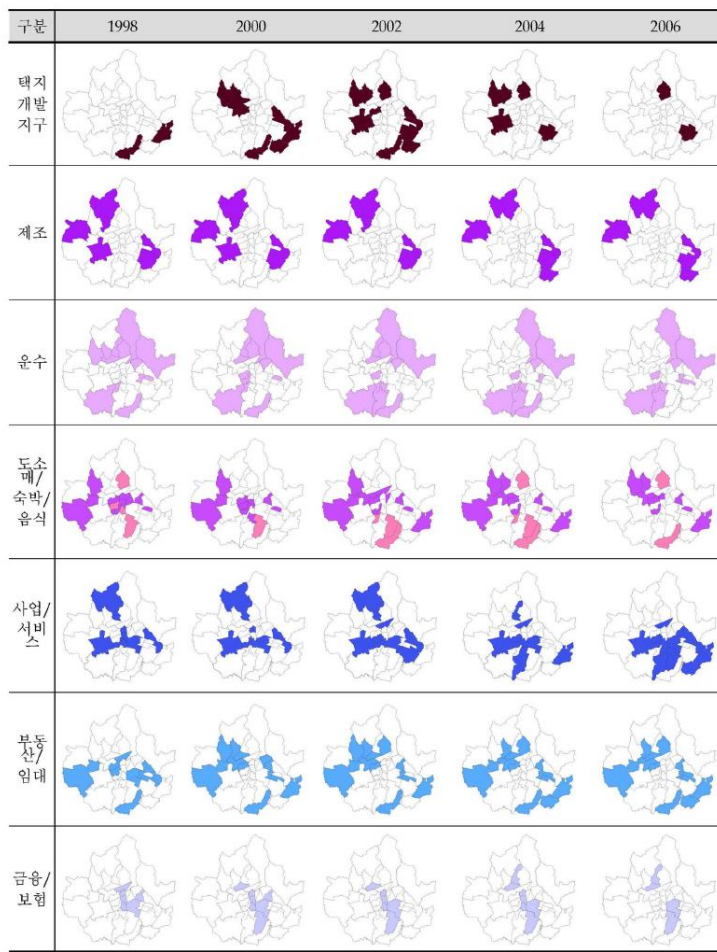 구분 1998 2000 2002 2004 2006
택지
개발
지구
제조
운수
도소
매/
숙박/
음식
사업/
서비
스
부동
산/
임대
금융/
보험